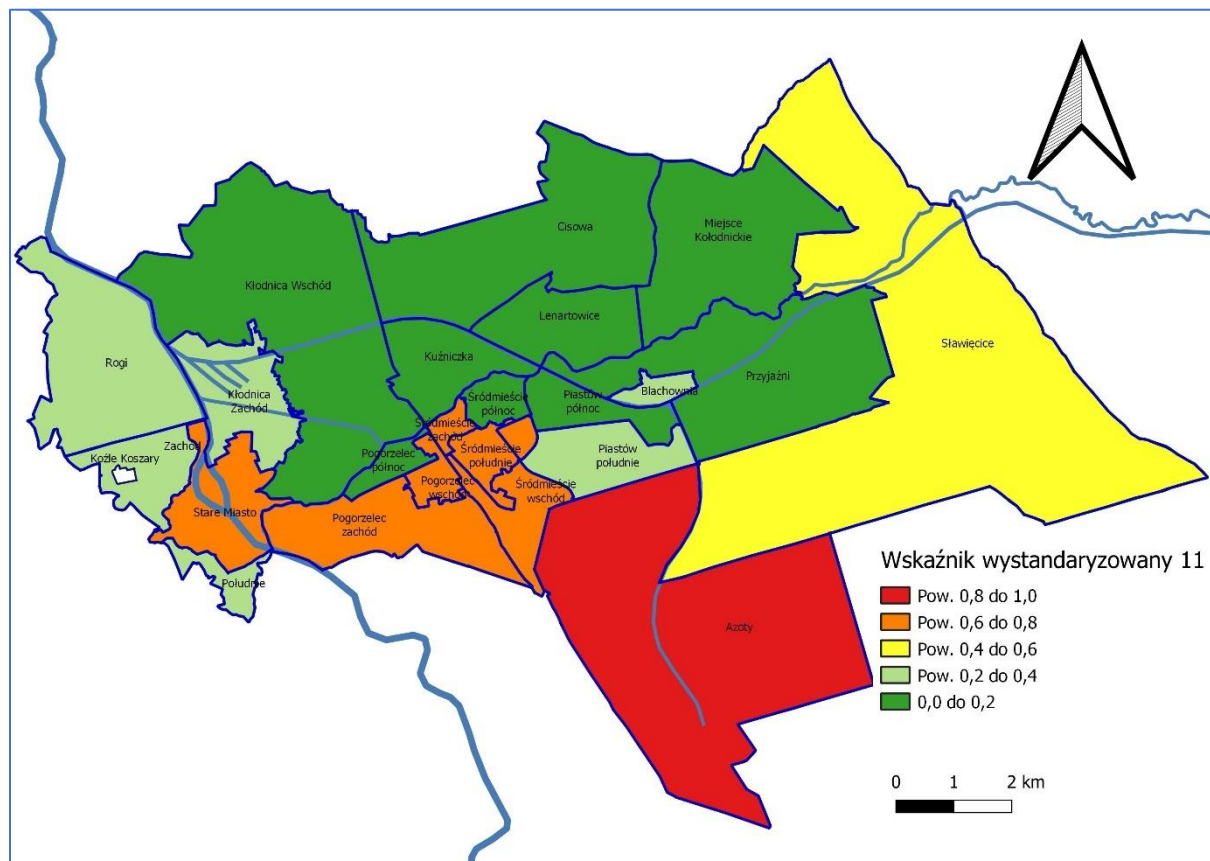 Cisowa
Miejsce
Kołodnickie
Kłodnica Wschód
Lenartowice
Sławięcice
Rogi
Kuźniczka
Przyjaźni
Kłodnica
Zachód
Śródmieście
północ
Piastów
północ
Blachownia
Śródmieście
zachód
Zachód
Koźle Koszary
Pogorzelec
północ
Śródmieście
południe
Piastów
południe
Pogorzelec
wschód
Śródmieście
wschód
Stare Miasto
Pogorzelec
zachód
Południe
Azoty
Wskaźnik wystandaryzowany 11
Pow. 0,8 do 1,0
Pow. 0,6 do 0,8
Pow. 0,4 do 0,6
Pow. 0,2 do 0,4
0,0 do 0,2
0 1 2 km